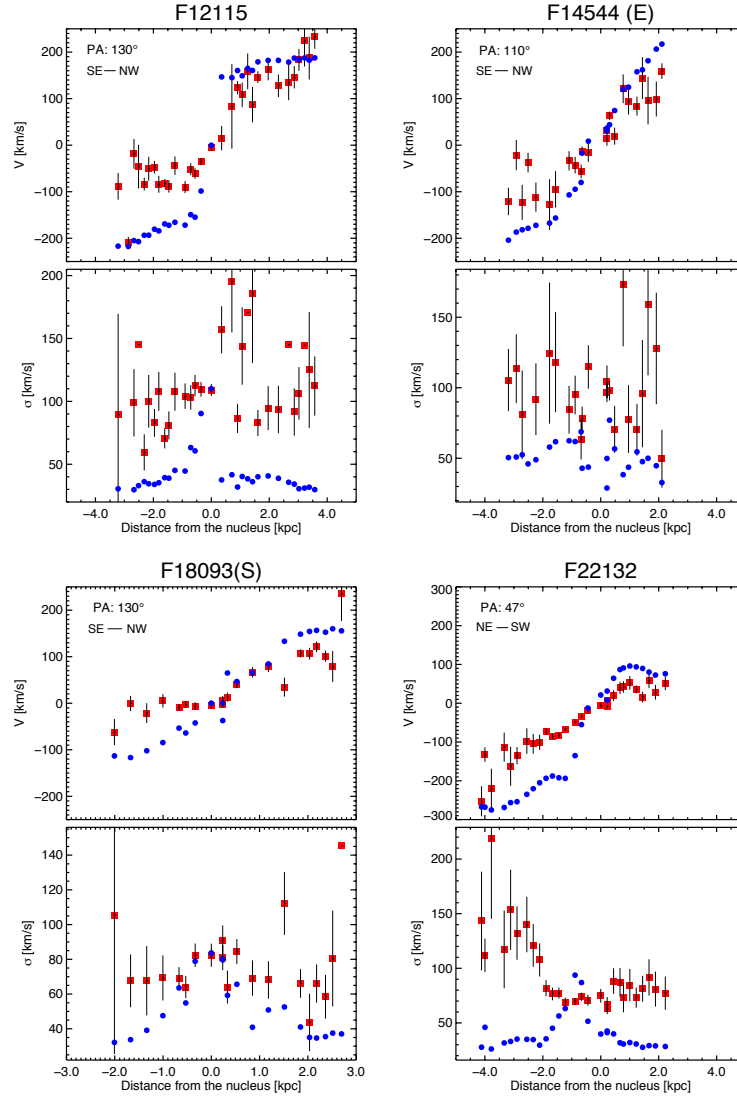 F12115
PA: 130°
SE — NW
V [km/s]
200
100
0
−100
−200
σ [km/s]
200
150
100
50
−4.0 −2.0 0.0 2.0 4.0
Distance from the nucleus [kpc]
F14544 (E)
PA: 110°
SE — NW
V [km/s]
200
100
0
−100
−200
σ [km/s]
150
100
50
−4.0 −2.0 0.0 2.0 4.0
Distance from the nucleus [kpc]
F18093(S)
PA: 130°
SE — NW
V [km/s]
200
100
0
−100
−200
σ [km/s]
140
120
100
80
60
40
−3.0 −2.0 −1.0 0.0 1.0 2.0 3.0
Distance from the nucleus [kpc]
F22132
PA: 47°
NE — SW
V [km/s]
300
200
100
0
−100
−200
−300
σ [km/s]
200
150
100
50
−4.0 −2.0 0.0 2.0 4.0
Distance from the nucleus [kpc]